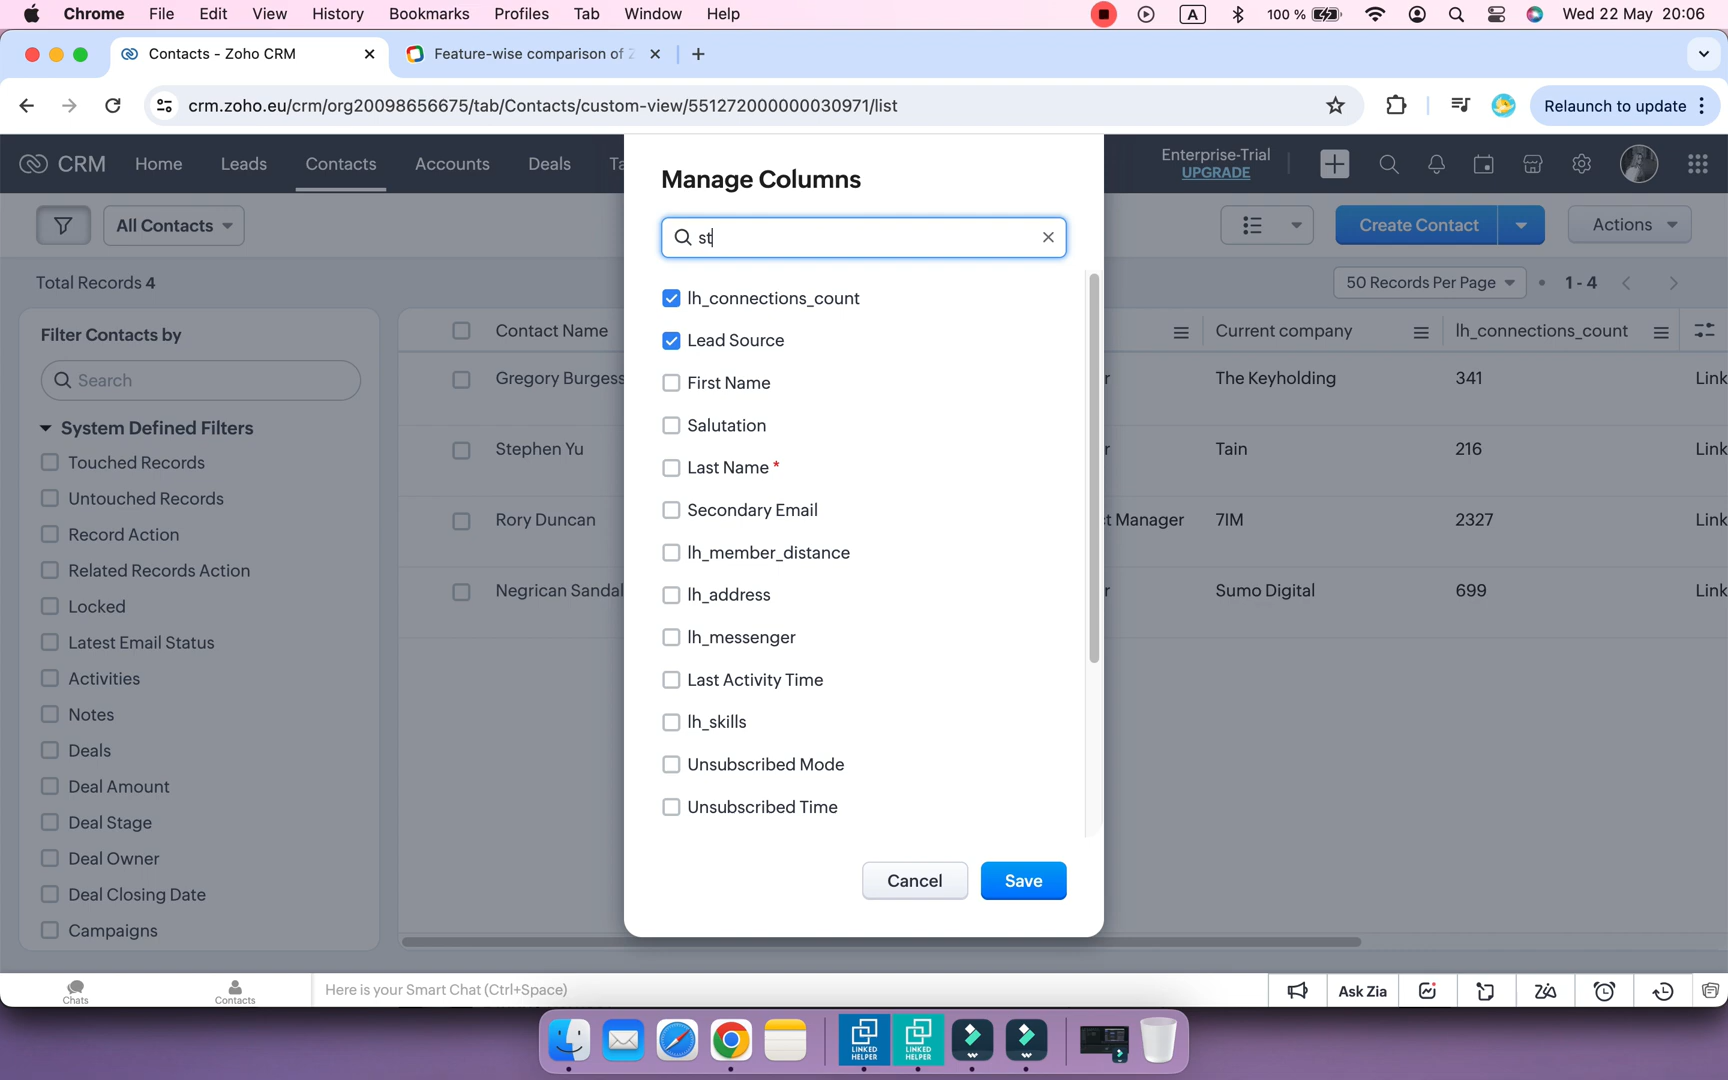 Chrome File Edit View History Bookmarks Profiles Tab Window Help A 100 % Wed 22 May 20:06
Contacts - Zoho CRM Feature-wise comparison of
crm.zoho.eu/crm/org20098656675/tab/Contacts/custom-view/551272000000030971/list Relaunch to update
CRM Home Leads Contacts Accounts Deals Enterprise-Trial
UPGRADE
All Contacts Create Contact Actions
Total Records 4 50 Records Per Page 1 - 4
Filter Contacts by
Search
System Defined Filters
Touched Records
Untouched Records
Record Action
Related Records Action
Locked
Latest Email Status
Activities
Notes
Deals
Deal Amount
Deal Stage
Deal Owner
Deal Closing Date
Campaigns
Contact Name Current company lh_connections_count
Gregory Burgess The Keyholding 341
Stephen Yu Tain 216
Rory Duncan Manager 7IM 2327
Negrican Sandal Sumo Digital 699
Manage Columns
st
lh_connections_count
Lead Source
First Name
Salutation
Last Name *
Secondary Email
lh_member_distance
lh_address
lh_messenger
Last Activity Time
lh_skills
Unsubscribed Mode
Unsubscribed Time
Cancel Save
Chats Contacts Here is your Smart Chat (Ctrl+Space) Ask Zia
LINKED
HELPER
LINKED
HELPER